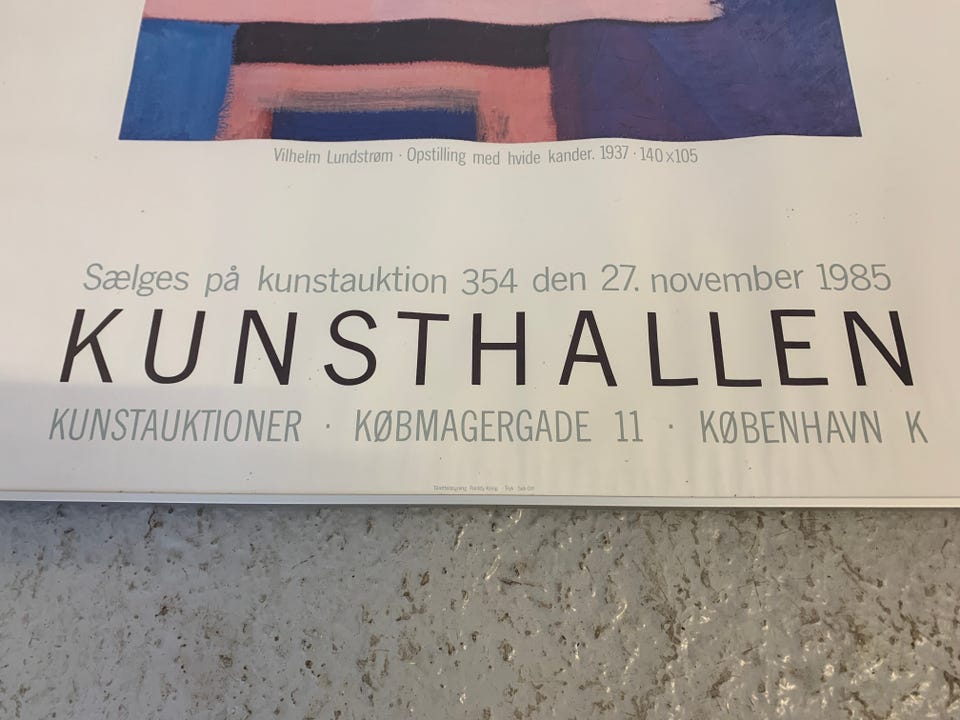 Vilhelm Lundstrøm · Opstilling med hvide kander. 1937 · 140 x 105
Sælges på kunstauktion 354 den 27. november 1985
KUNSTHALLEN
KUNSTAUKTIONER · KØBMAGERGADE 11 · KØBENHAVN K